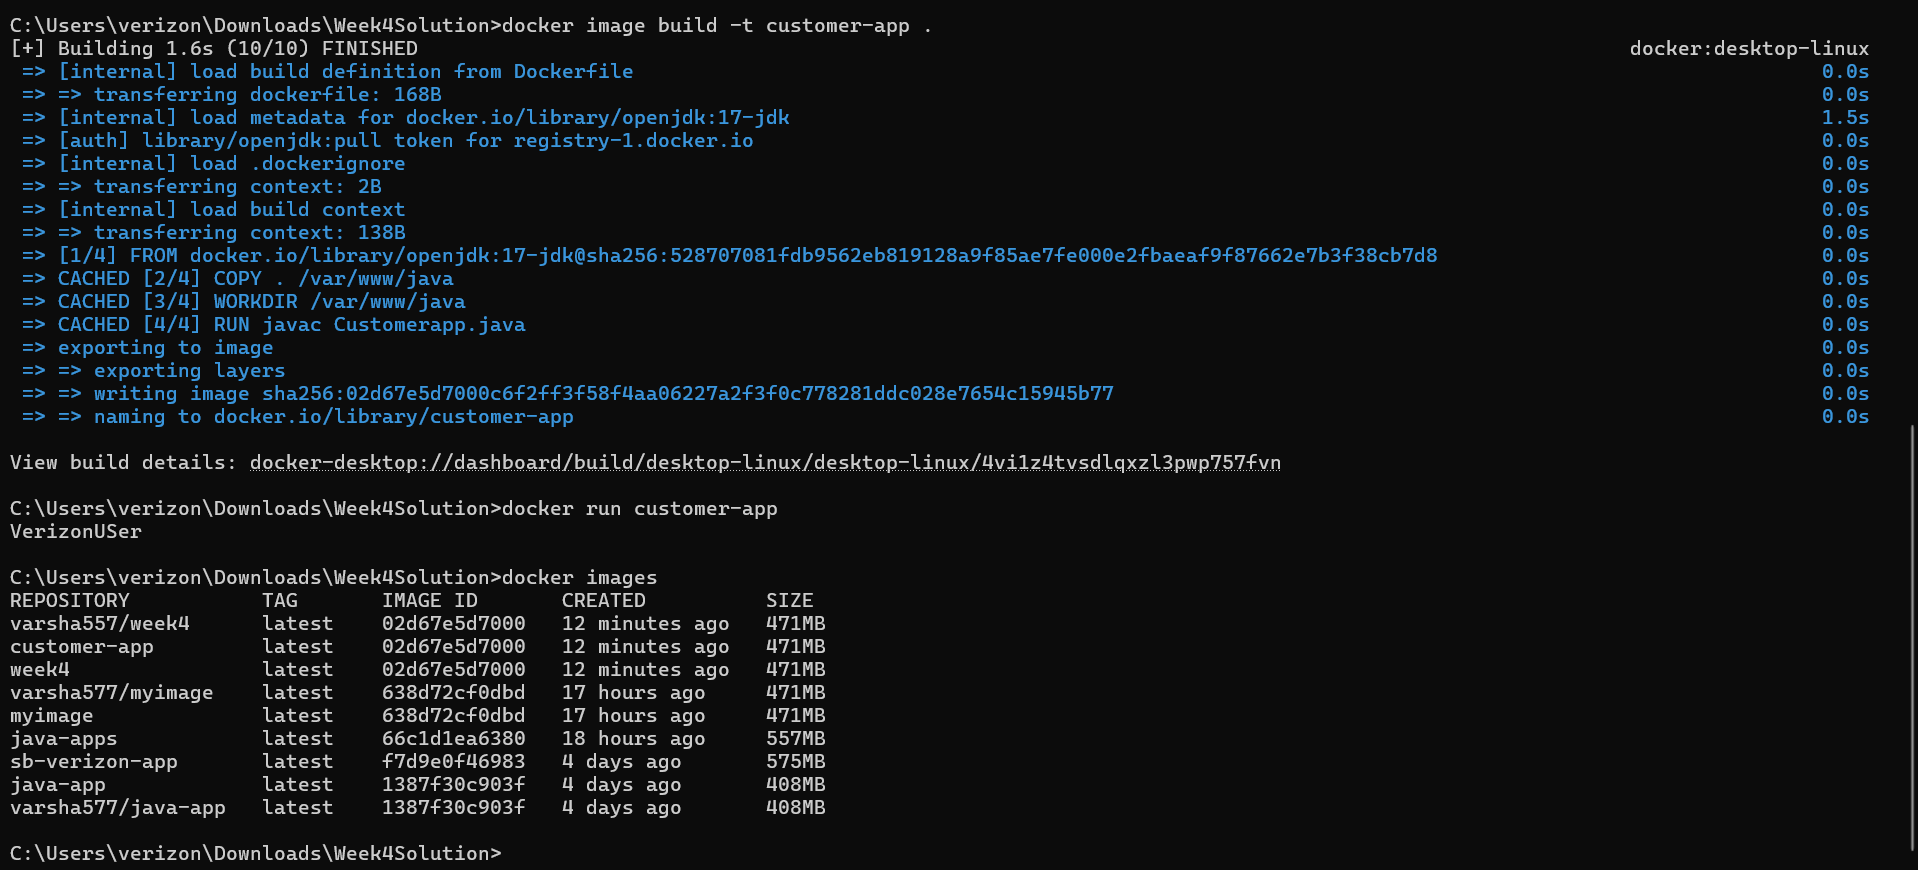 C:\Users\verizon\Downloads\Week4Solution>docker image build -t customer-app .
[+] Building 1.6s (10/10) FINISHED docker:desktop-linux
=> [internal] load build definition from Dockerfile 0.0s
=> => transferring dockerfile: 168B 0.0s
=> [internal] load metadata for docker.io/library/openjdk:17-jdk 1.5s
=> [auth] library/openjdk:pull token for registry-1.docker.io 0.0s
=> [internal] load .dockerignore 0.0s
=> => transferring context: 2B 0.0s
=> [internal] load build context 0.0s
=> => transferring context: 138B 0.0s
=> [1/4] FROM docker.io/library/openjdk:17-jdk@sha256:528707081fdb9562eb819128a9f85ae7fe000e2fbaeaf9f87662e7b3f38cb7d8 0.0s
=> CACHED [2/4] COPY . /var/www/java 0.0s
=> CACHED [3/4] WORKDIR /var/www/java 0.0s
=> CACHED [4/4] RUN javac Customerapp.java 0.0s
=> exporting to image 0.0s
=> => exporting layers 0.0s
=> => writing image sha256:02d67e5d7000c6f2ff3f58f4aa06227a2f3f0c778281ddc028e7654c15945b77 0.0s
=> => naming to docker.io/library/customer-app 0.0s
View build details: docker-desktop://dashboard/build/desktop-linux/desktop-linux/4vi1z4tvsdlqxzl3pwp757fvn
C:\Users\verizon\Downloads\Week4Solution>docker run customer-app
VerizonUSer
C:\Users\verizon\Downloads\Week4Solution>docker images
REPOSITORY TAG IMAGE ID CREATED SIZE
varsha557/week4 latest 02d67e5d7000 12 minutes ago 471MB
customer-app latest 02d67e5d7000 12 minutes ago 471MB
week4 latest 02d67e5d7000 12 minutes ago 471MB
varsha577/myimage latest 638d72cf0dbd 17 hours ago 471MB
myimage latest 638d72cf0dbd 17 hours ago 471MB
java-apps latest 66c1d1ea6380 18 hours ago 557MB
sb-verizon-app latest f7d9e0f46983 4 days ago 575MB
java-app latest 1387f30c903f 4 days ago 408MB
varsha577/java-app latest 1387f30c903f 4 days ago 408MB
C:\Users\verizon\Downloads\Week4Solution>